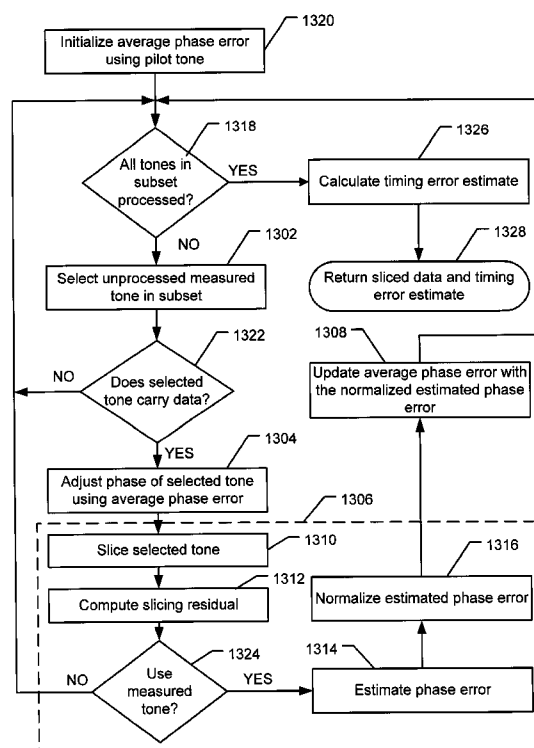 1320
Initialize average phase error
using pilot tone
1318
All tones in
subset
processed?
YES
NO
1326
Calculate timing error estimate
1328
Return sliced data and timing
error estimate
1302
Select unprocessed measured
tone in subset
1322
Does selected
tone carry data?
NO
YES
1308
Update average phase error with
the normalized estimated phase
error
1304
Adjust phase of selected tone
using average phase error
1306
1310
Slice selected tone
1312
Compute slicing residual
1316
Normalize estimated phase error
1324
Use
measured
tone?
NO
YES
1314
Estimate phase error